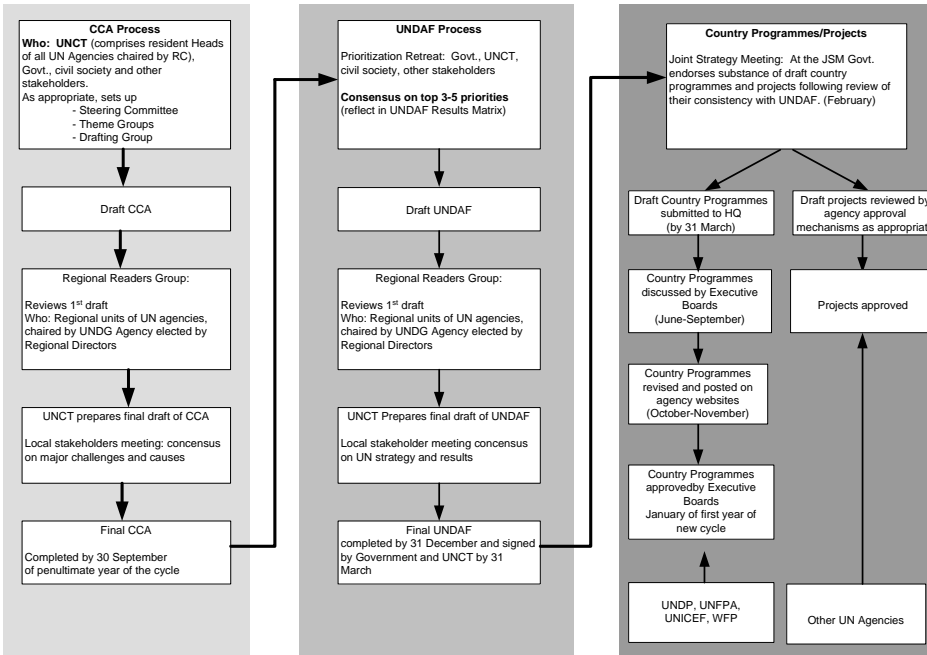 CCA Process
Who: UNCT (comprises resident Heads
of all UN Agencies chaired by RC),
Govt., civil society and other
stakeholders.
As appropriate, sets up
- Steering Committee
- Theme Groups
- Drafting Group
Draft CCA
Regional Readers Group:
Reviews 1st draft
Who: Regional units of UN agencies,
chaired by UNDG Agency elected by
Regional Directors
UNCT prepares final draft of CCA
Local stakeholders meeting: concensus
on major challenges and causes
Final CCA
Completed by 30 September
of penultimate year of the cycle
UNDAF Process
Prioritization Retreat: Govt., UNCT,
civil society, other stakeholders
Consensus on top 3-5 priorities
(reflect in UNDAF Results Matrix)
Draft UNDAF
Regional Readers Group:
Reviews 1st draft
Who: Regional units of UN agencies,
chaired by UNDG Agency elected by
Regional Directors
UNCT Prepares final draft of UNDAF
Local stakeholder meeting concensus
on UN strategy and results
Final UNDAF
completed by 31 December and signed
by Government and UNCT by 31
March
Country Programmes/Projects
Joint Strategy Meeting: At the JSM Govt.
endorses substance of draft country
programmes and projects following review of
their consistency with UNDAF. (February)
Draft Country Programmes
submitted to HQ
(by 31 March)
Country Programmes
discussed by Executive
Boards
(June-September)
Country Programmes
revised and posted on
agency websites
(October-November)
Country Programmes
approvedby Executive
Boards
January of first year of
new cycle
UNDP, UNFPA,
UNICEF, WFP
Draft projects reviewed by
agency approval
mechanisms as appropriat
Projects approved
Other UN Agencies